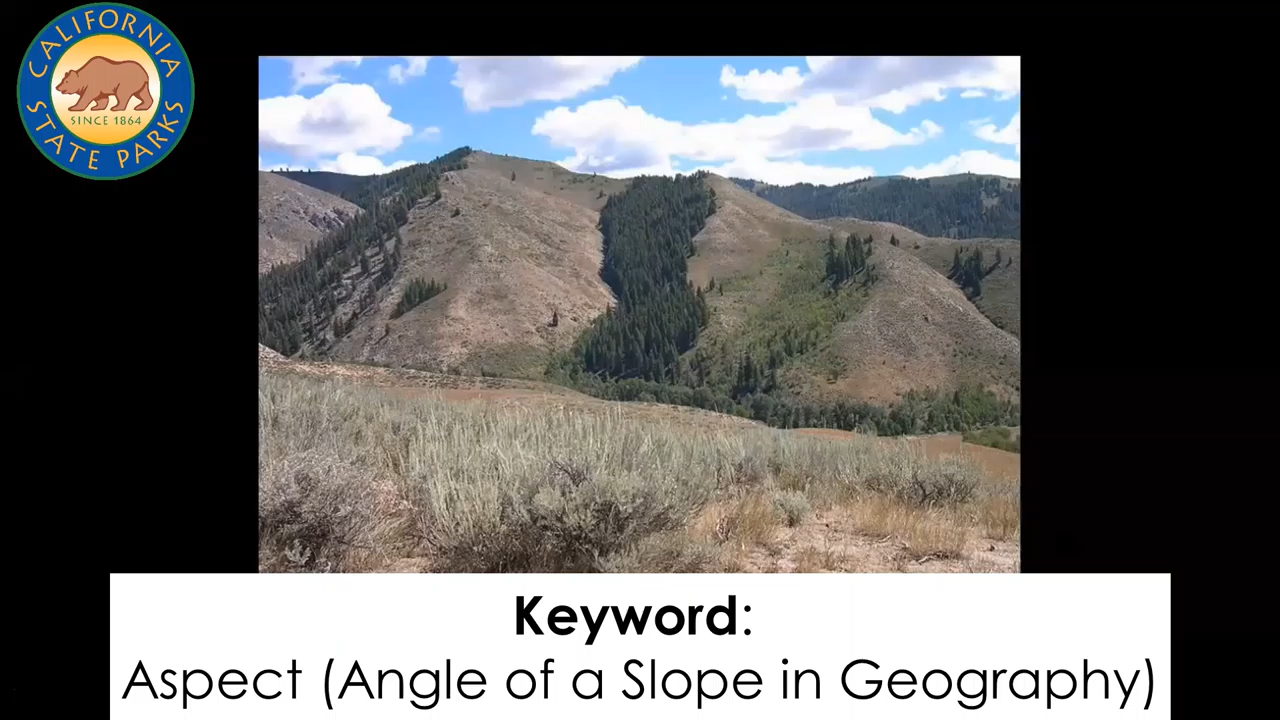 CALIFORNIA
SINCE 1864
STATE PARKS
Keyword:
Aspect (Angle of a Slope in Geography)